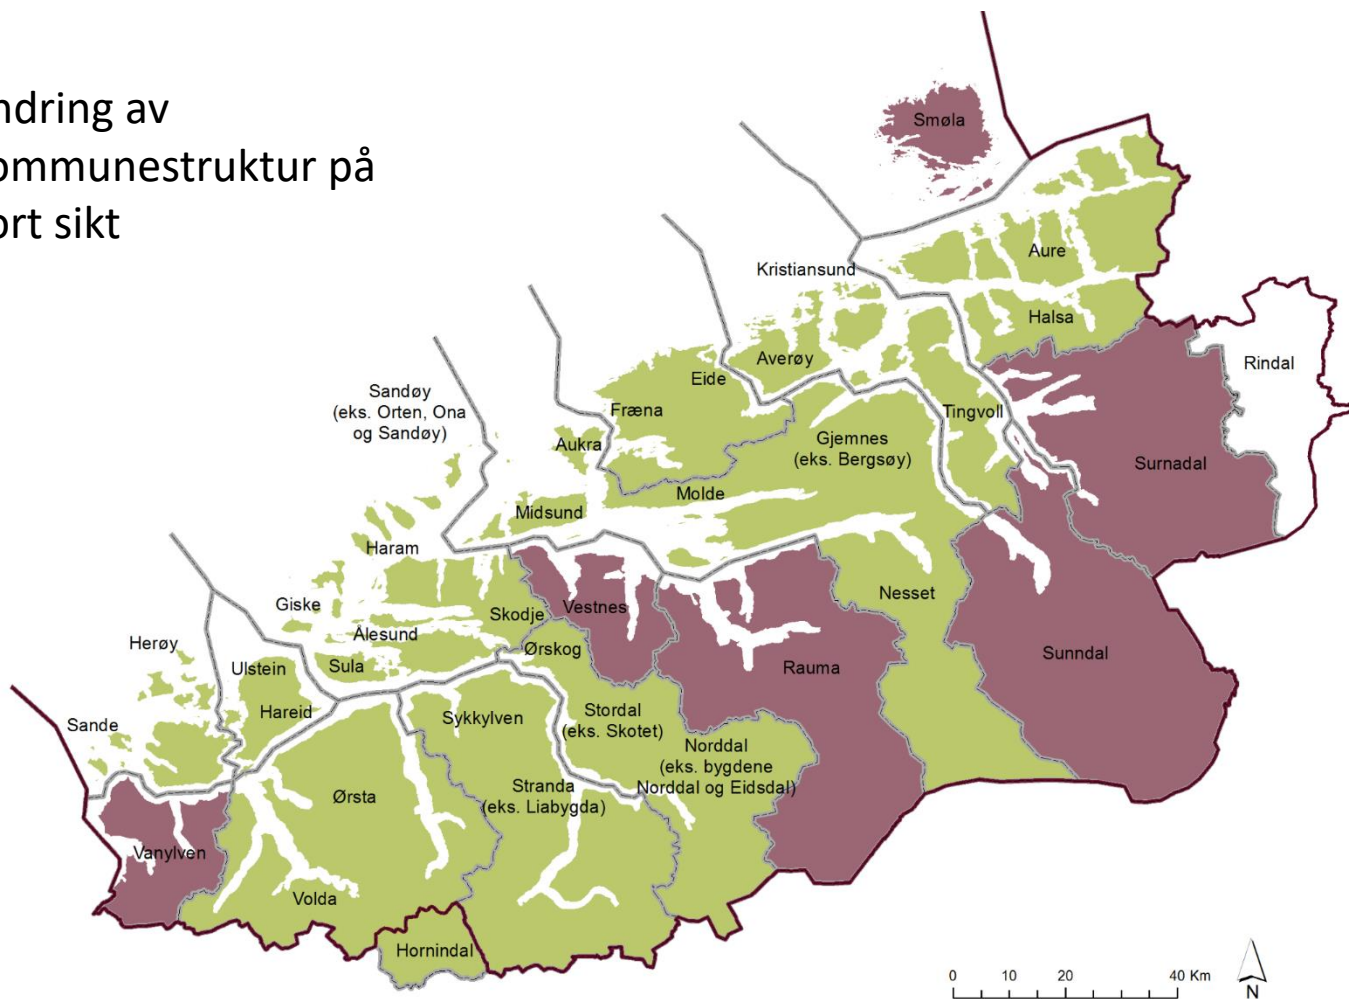 ndring av
ommunestruktur på
ort sikt
Smøla
Aure
Kristiansund
Halsa
Rindal
Averøy
Eide
Sandøy
(eks. Orten, Ona
og Sandøy)
Fræna
Tingvoll
Aukra
Gjemnes
(eks. Bergsøy)
Surnadal
Molde
Midsund
Haram
Nesset
Giske
Skodje
Vestnes
Ålesund
Herøy
Ørskog
Sunndal
Ulstein
Sula
Rauma
Hareid
Sykkylven
Stordal
(eks. Skotet)
Sande
Norddal
(eks. bygdene
Norddal og Eidsdal)
Ørsta
Stranda
(eks. Liabygda)
Vanylven
Volda
Hornindal
0 10 20 40 Km
N